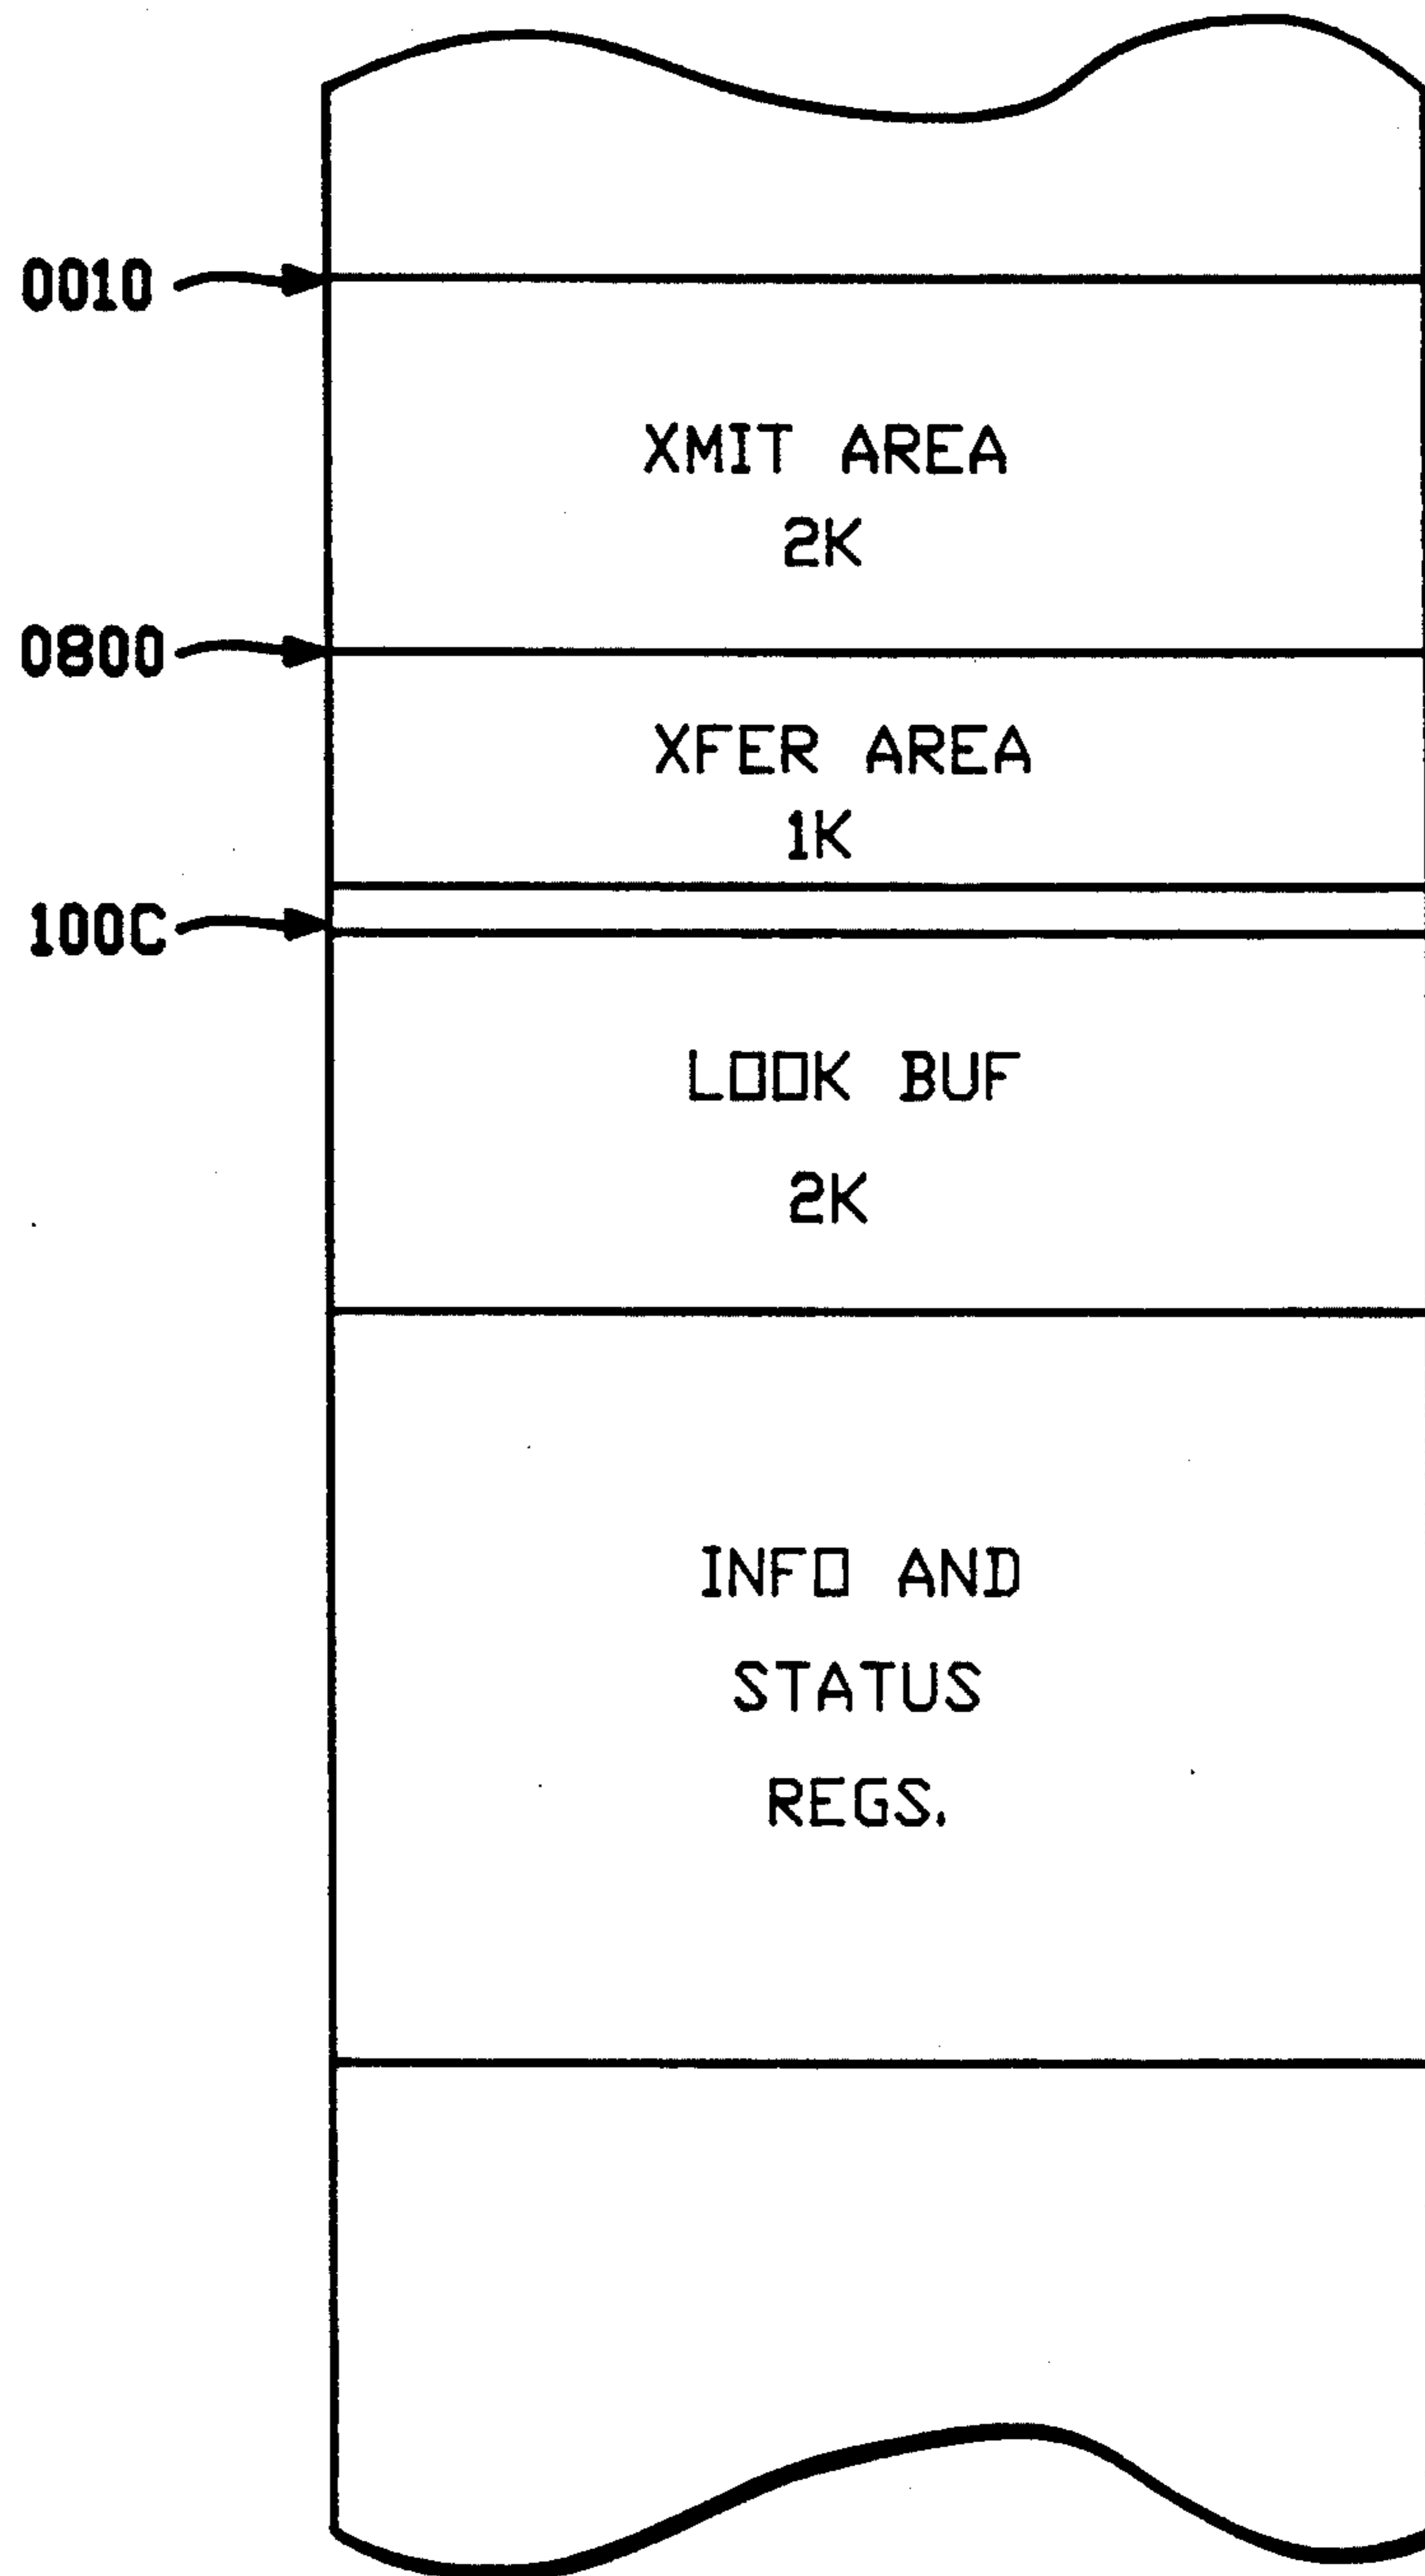 0010
XMIT AREA
2K
0800
XFER AREA
1K
100C
LOOK BUF
2K
INFO AND
STATUS
REGS.